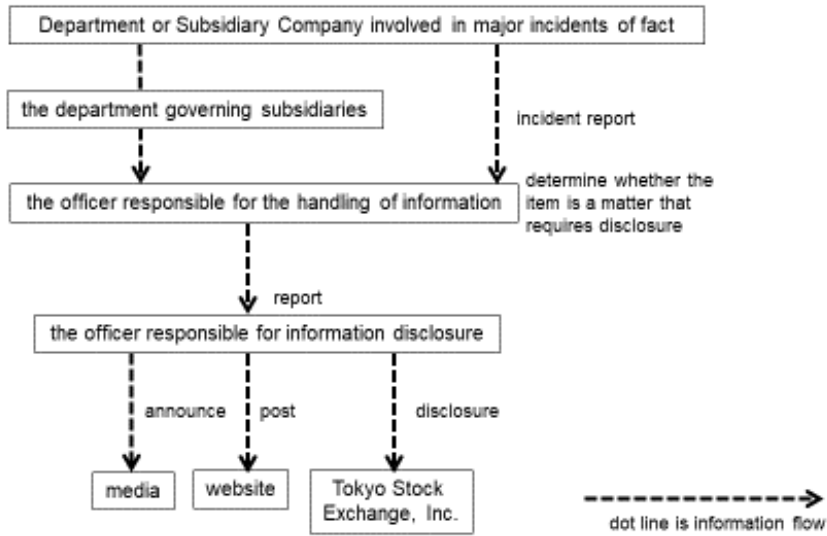 Department or Subsidiary Company involved in major incidents of fact
the department governing subsidiaries
incident report
the officer responsible for the handling of information
determine whether the
item is a matter that
requires disclosure
report
the officer responsible for information disclosure
announce
post
disclosure
media
website
Tokyo Stock
Exchange, Inc.
dot line is information flow